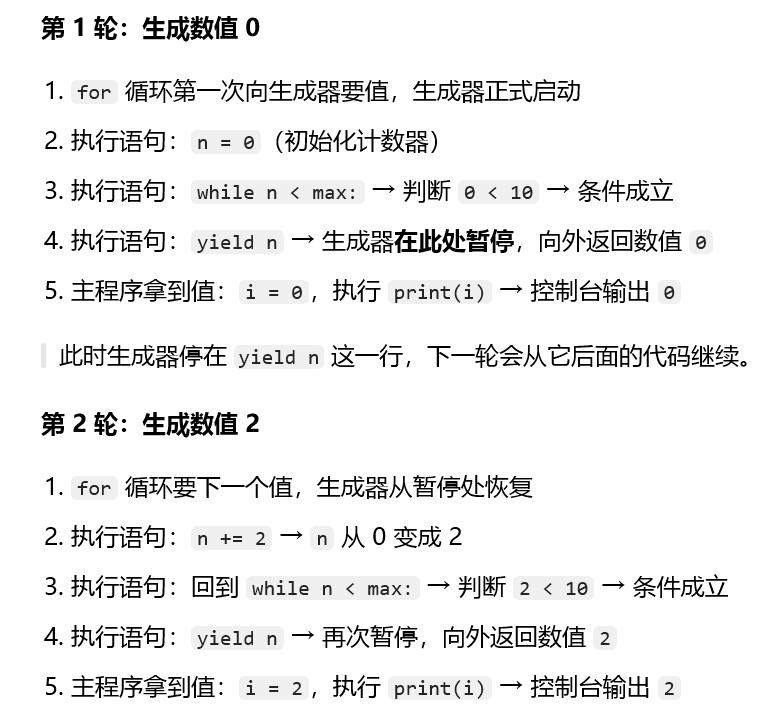 第 1 轮：生成数值 0
1. for 循环第一次向生成器要值，生成器正式启动
2. 执行语句：n = 0（初始化计数器）
3. 执行语句：while n < max: → 判断 0 < 10 → 条件成立
4. 执行语句：yield n → 生成器在此处暂停，向外返回数值 0
5. 主程序拿到值：i = 0，执行 print(i) → 控制台输出 0
此时生成器停在 yield n 这一行，下一轮会从它后面的代码继续。
第 2 轮：生成数值 2
1. for 循环要下一个值，生成器从暂停处恢复
2. 执行语句：n += 2 → n 从 0 变成 2
3. 执行语句：回到 while n < max: → 判断 2 < 10 → 条件成立
4. 执行语句：yield n → 再次暂停，向外返回数值 2
5. 主程序拿到值：i = 2，执行 print(i) → 控制台输出 2